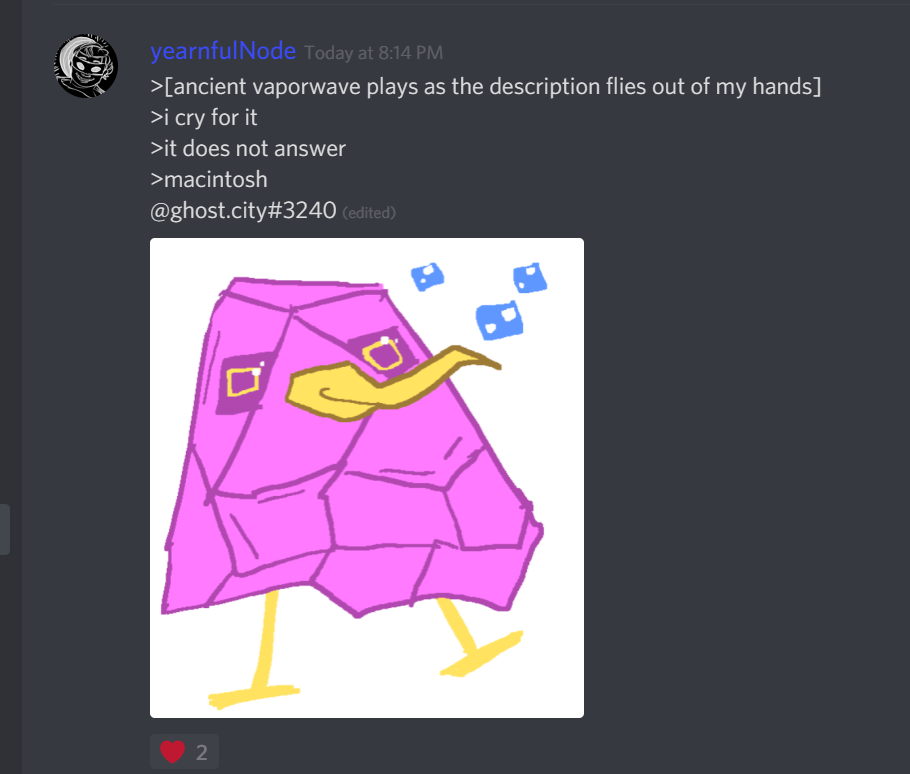 yearnfulNode Today at 8:14 PM
>[ancient vaporwave plays as the description flies out of my hands]
>i cry for it
>it does not answer
>macintosh
@ghost.city#3240 (edited)
2